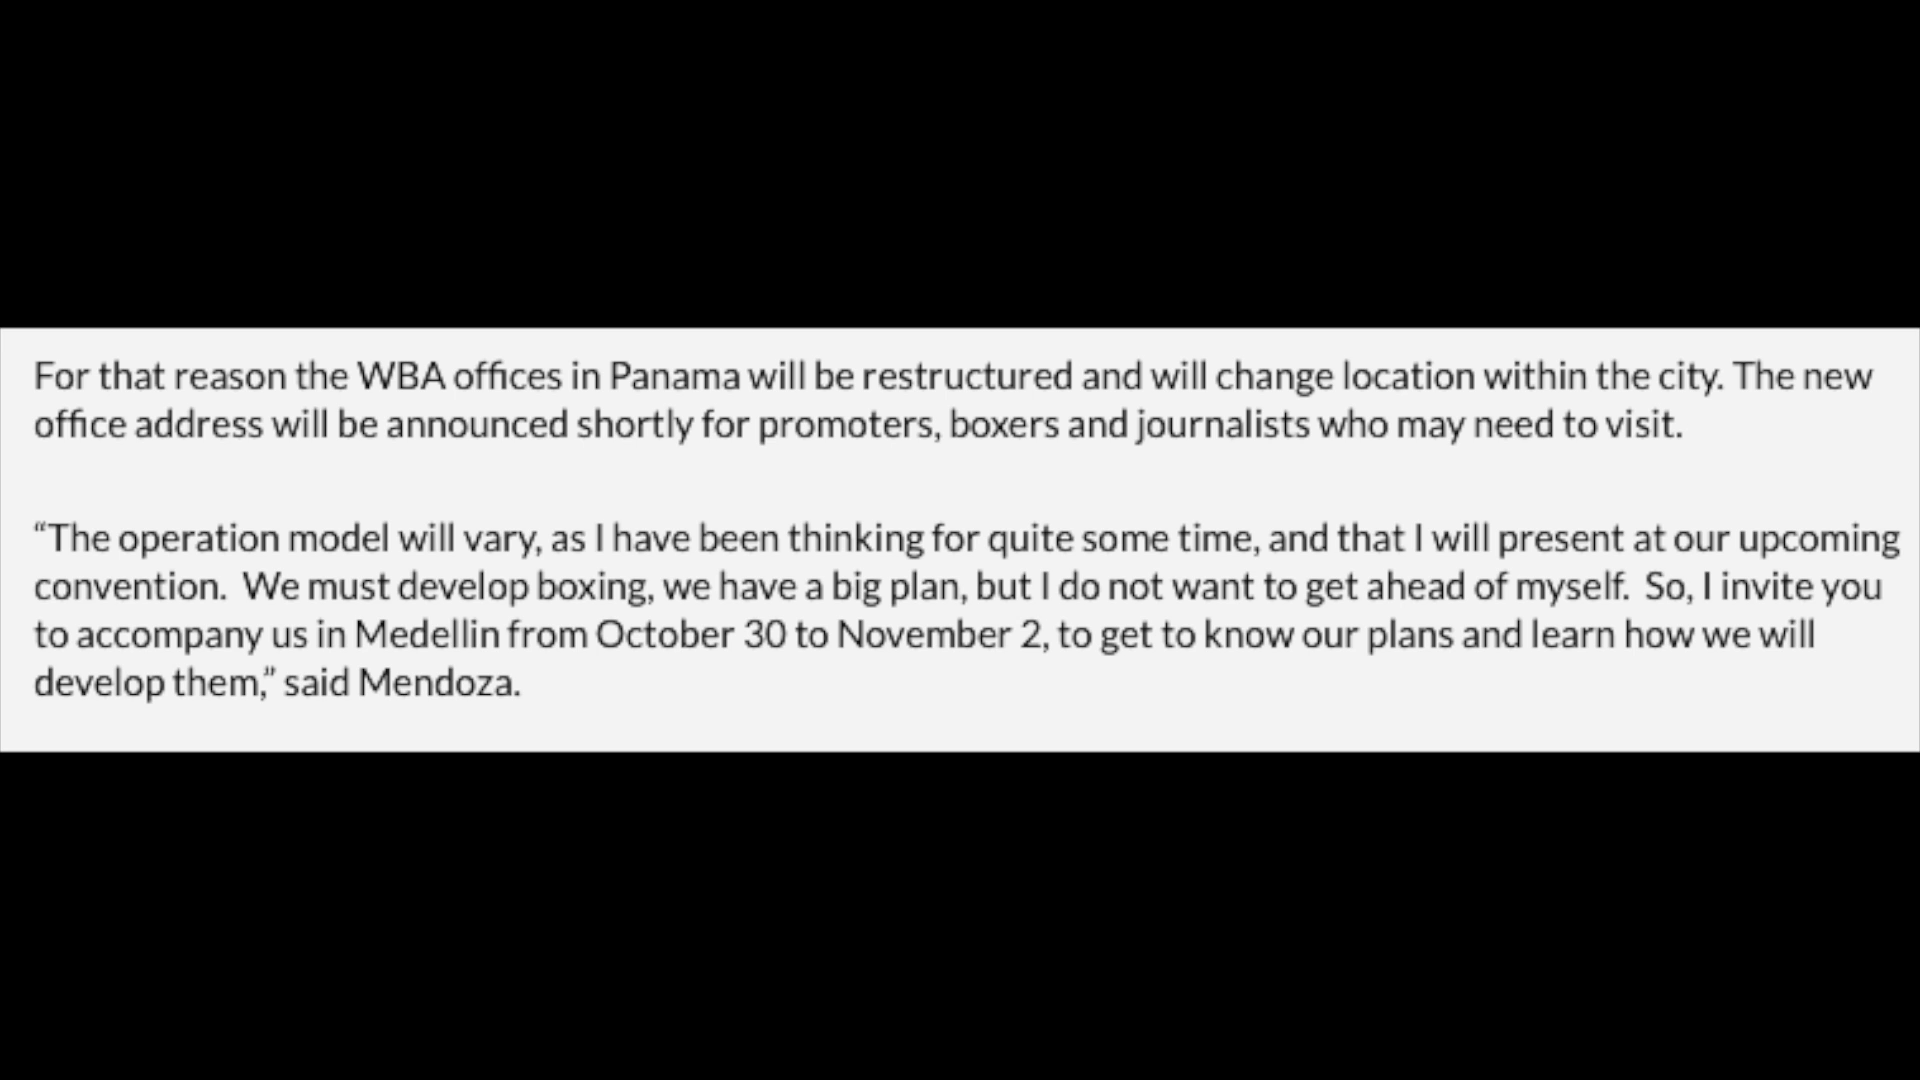 For that reason the WBA offices in Panama will be restructured and will change location within the city. The new
office address will be announced shortly for promoters, boxers and journalists who may need to visit.
“The operation model will vary, as I have been thinking for quite some time, and that I will present at our upcoming
convention.  We must develop boxing, we have a big plan, but I do not want to get ahead of myself.  So, I invite you
to accompany us in Medellin from October 30 to November 2, to get to know our plans and learn how we will
develop them,” said Mendoza.